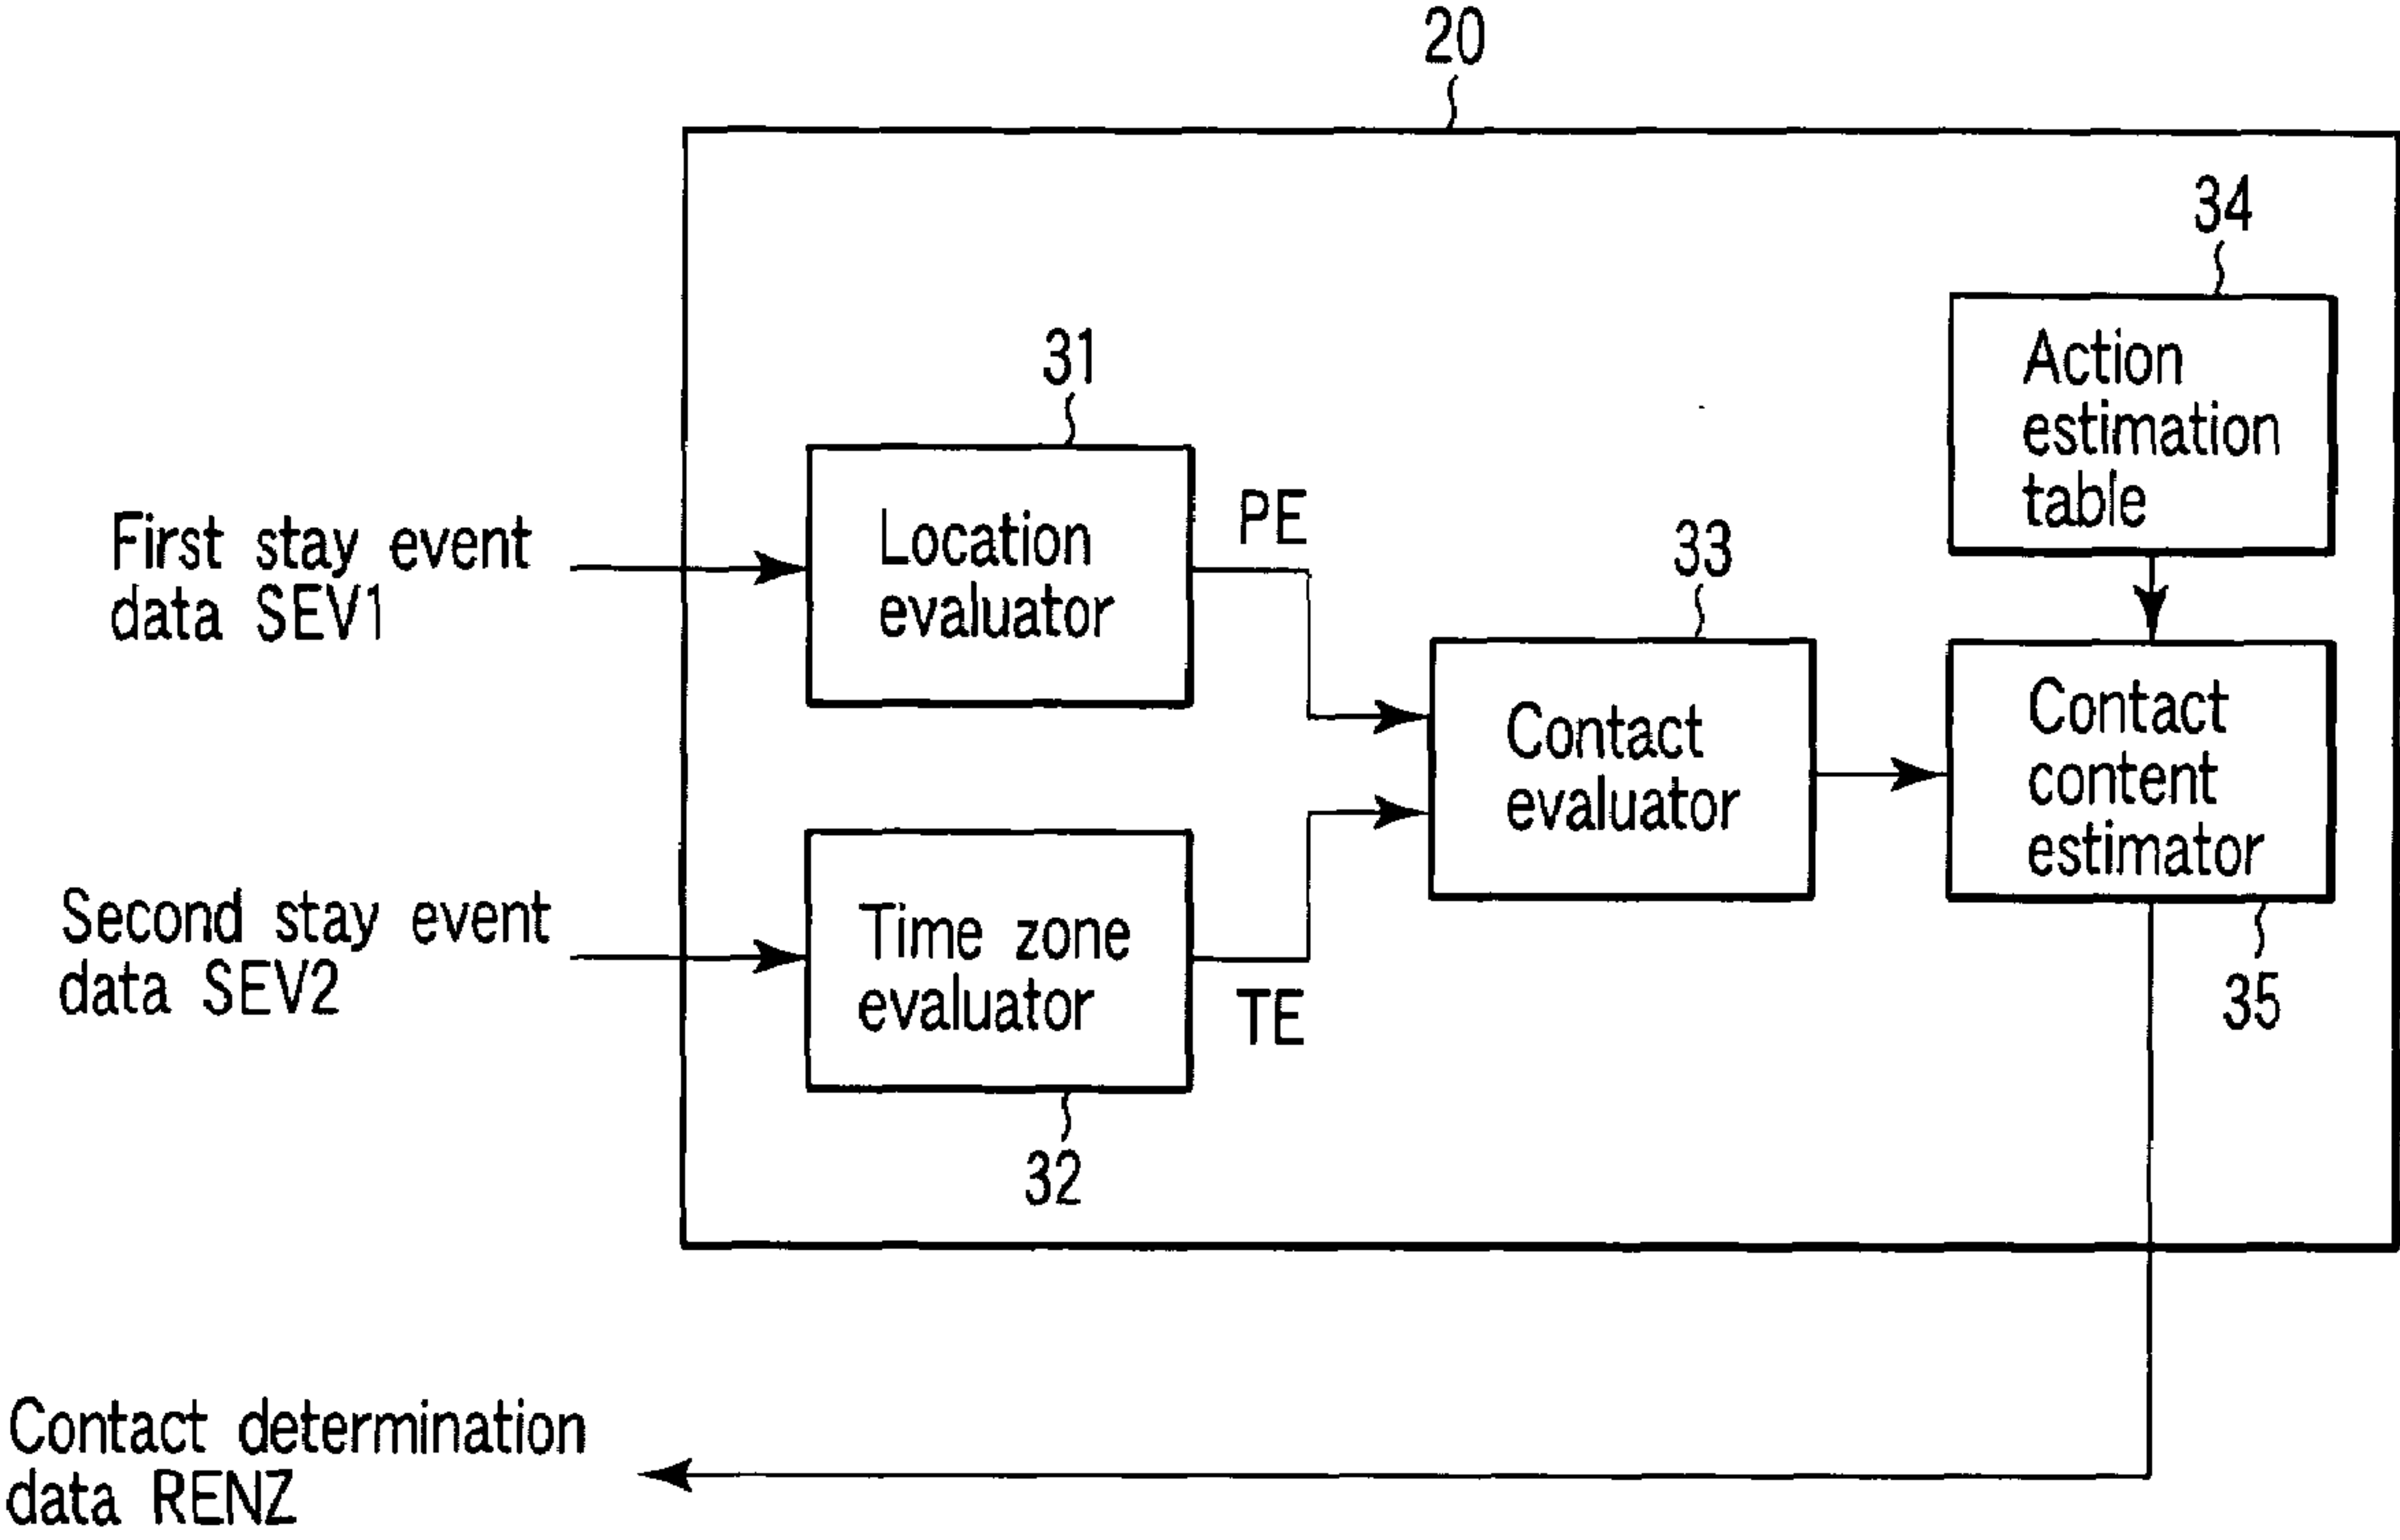 20
34
Action
estimation
table
31
Location
evaluator
PE
First stay event
data SEV1
33
Contact
evaluator
Contact
content
estimator
35
Second stay event
data SEV2
Time zone
evaluator
TE
32
Contact determination
data RENZ